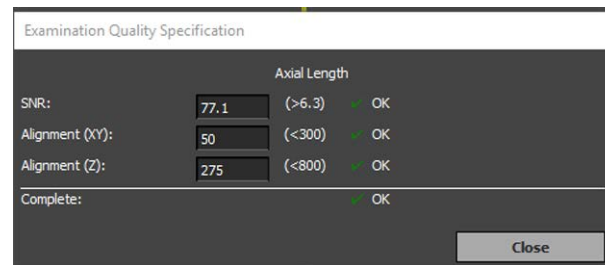 Examination Quality Specification
Axial Length
SNR: 77.1 (>6.3) ✓ OK
Alignment (XY): 50 (<300) ✓ OK
Alignment (Z): 275 (<800) ✓ OK
Complete: ✓ OK
Close